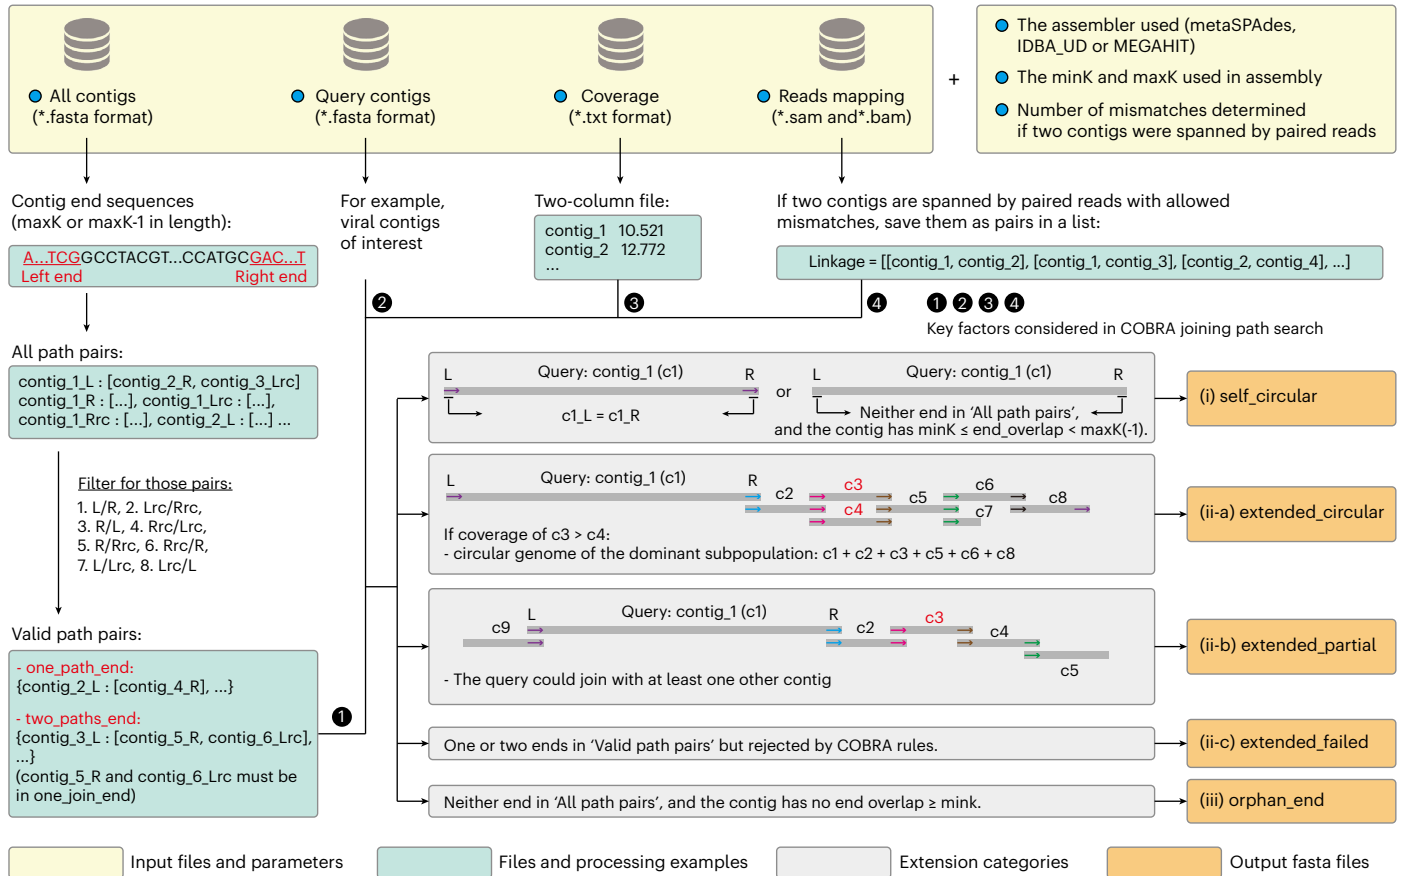 All contigs
(*.fasta format)
Query contigs
(*.fasta format)
Coverage
(*.txt format)
Reads mapping
(*.sam and*.bam)
+
The assembler used (metaSPAdes,
IDBA_UD or MEGAHIT)
The minK and maxK used in assembly
Number of mismatches determined
if two contigs were spanned by paired reads
Contig end sequences
(maxK or maxK-1 in length):
A...TCGGCCTACGT...CCATGCGAC...T
Left end
Right end
For example,
viral contigs
of interest
Two-column file:
contig_1 10.521
contig_2 12.772
...
If two contigs are spanned by paired reads with allowed
mismatches, save them as pairs in a list:
Linkage = [[contig_1, contig_2], [contig_1, contig_3], [contig_2, contig_4], ...]
2
3
4
1 2 3 4
Key factors considered in COBRA joining path search
All path pairs:
contig_1_L : [contig_2_R, contig_3_Lrc]
contig_1_R : [...], contig_1_Lrc : [...],
contig_1_Rrc : [...], contig_2_L : [...] ...
Filter for those pairs:
1. L/R, 2. Lrc/Rrc,
3. R/L, 4. Rrc/Lrc,
5. R/Rrc, 6. Rrc/R,
7. L/Lrc, 8. Lrc/L
Valid path pairs:
- one_path_end:
{contig_2_L : [contig_4_R], ...}
- two_paths_end:
{contig_3_L : [contig_5_R, contig_6_Lrc],
...}
(contig_5_R and contig_6_Lrc must be
in one_join_end)
1
L
Query: contig_1 (c1)
R
c1_L = c1_R
or
L
Query: contig_1 (c1)
R
Neither end in ‘All path pairs’,
and the contig has minK ≤ end_overlap < maxK(-1).
(i) self_circular
L
Query: contig_1 (c1)
R
c2
c3
c4
c5
c6
c7
c8
If coverage of c3 > c4:
- circular genome of the dominant subpopulation: c1 + c2 + c3 + c5 + c6 + c8
(ii-a) extended_circular
c9
L
Query: contig_1 (c1)
R
c2
c3
c4
c5
- The query could join with at least one other contig
(ii-b) extended_partial
One or two ends in ‘Valid path pairs’ but rejected by COBRA rules.
(ii-c) extended_failed
Neither end in ‘All path pairs’, and the contig has no end overlap ≥ mink.
(iii) orphan_end
Input files and parameters
Files and processing examples
Extension categories
Output fasta files